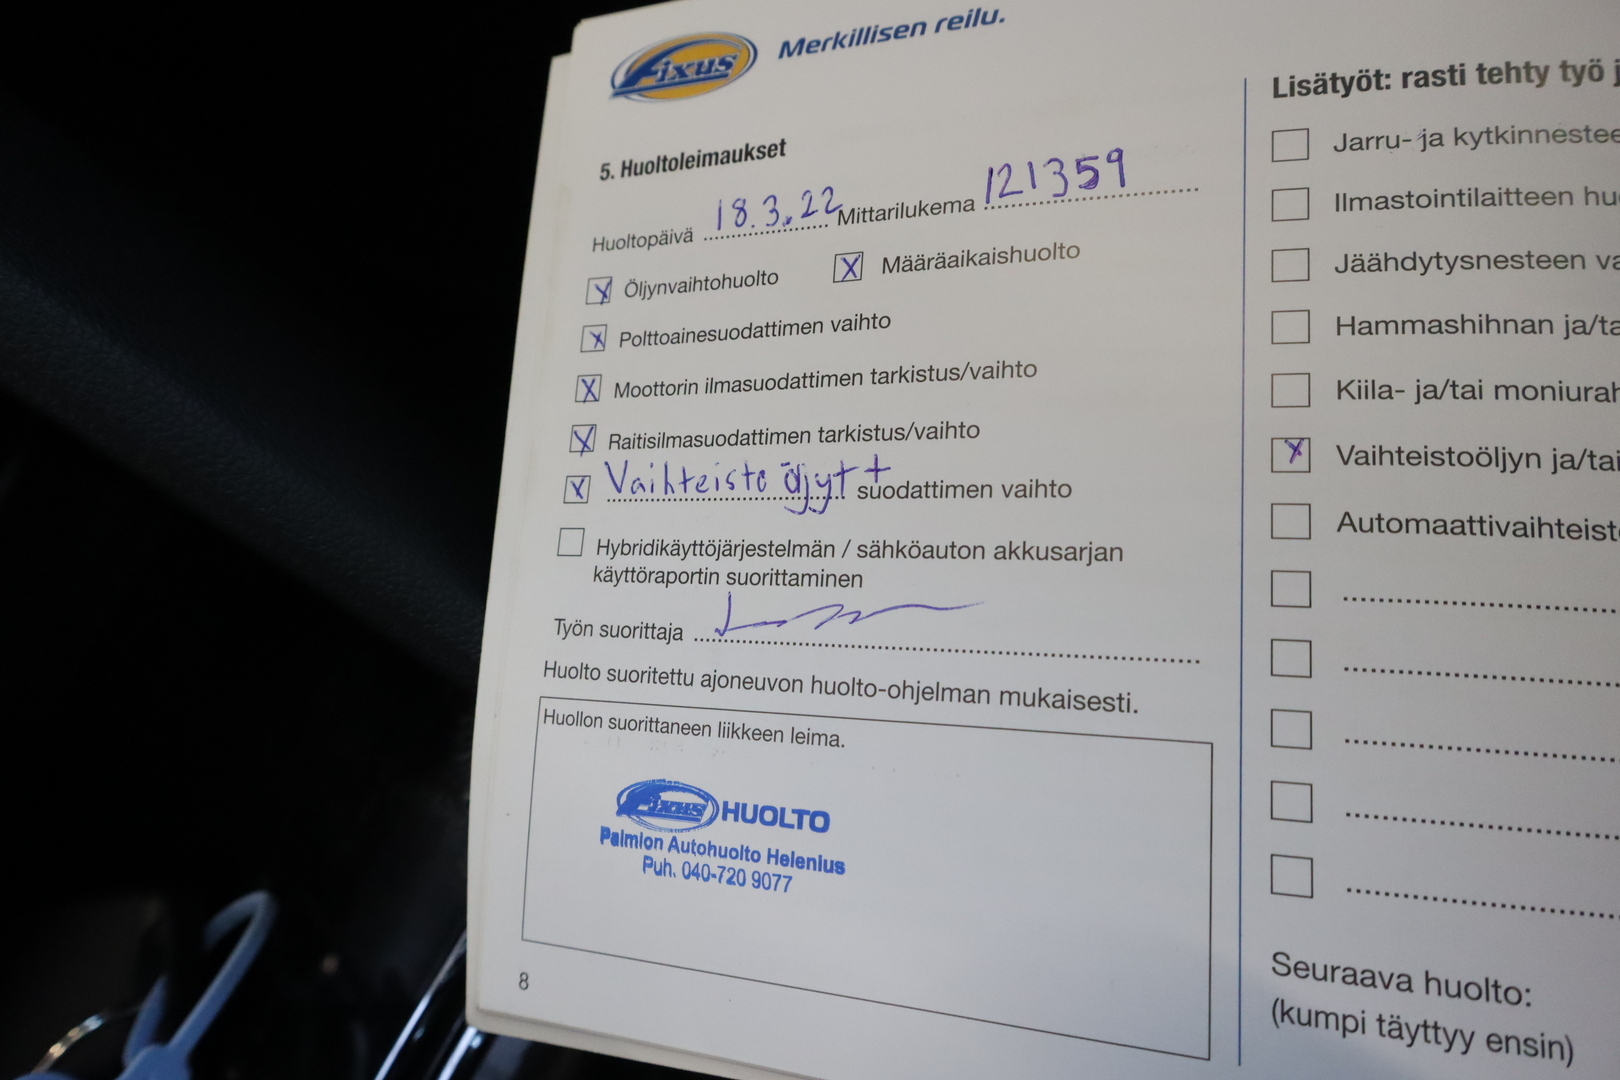 Fixus Merkillisen reilu.
5. Huoltoleimaukset
Huoltopäivä 18.3.22 Mittarilukema 121359
x Öljynvaihtohuolto x Määräaikaishuolto
x Polttoainesuodattimen vaihto
x Moottorin ilmasuodattimen tarkistus/vaihto
x Raitisilmasuodattimen tarkistus/vaihto
x Vaihteisto öljyt + suodattimen vaihto
Hybridikäyttöjärjestelmän / sähköauton akkusarjan
käyttöraportin suorittaminen
Työn suorittaja
Huolto suoritettu ajoneuvon huolto-ohjelman mukaisesti.
Huollon suorittaneen liikkeen leima.
Fixus HUOLTO
Paimion Autohuolto Helenius
Puh. 040-720 9077
8
Lisätyöt: rasti tehty työ j
Jarru- ja kytkinnestee
Ilmastointilaitteen hu
Jäähdytysnesteen va
Hammashihnan ja/ta
Kiila- ja/tai moniurah
x Vaihteistoöljyn ja/tai
Automaattivaihteist
Seuraava huolto:
(kumpi täyttyy ensin)